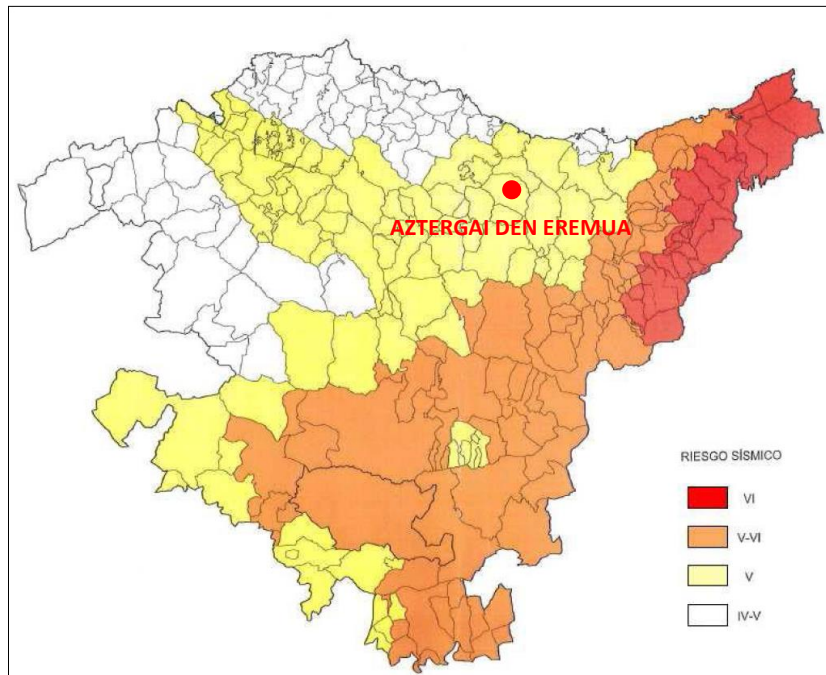 AZTERGAI DEN EREMUA
RIESGO SÍSMICO
VI
V-VI
V
IV-V